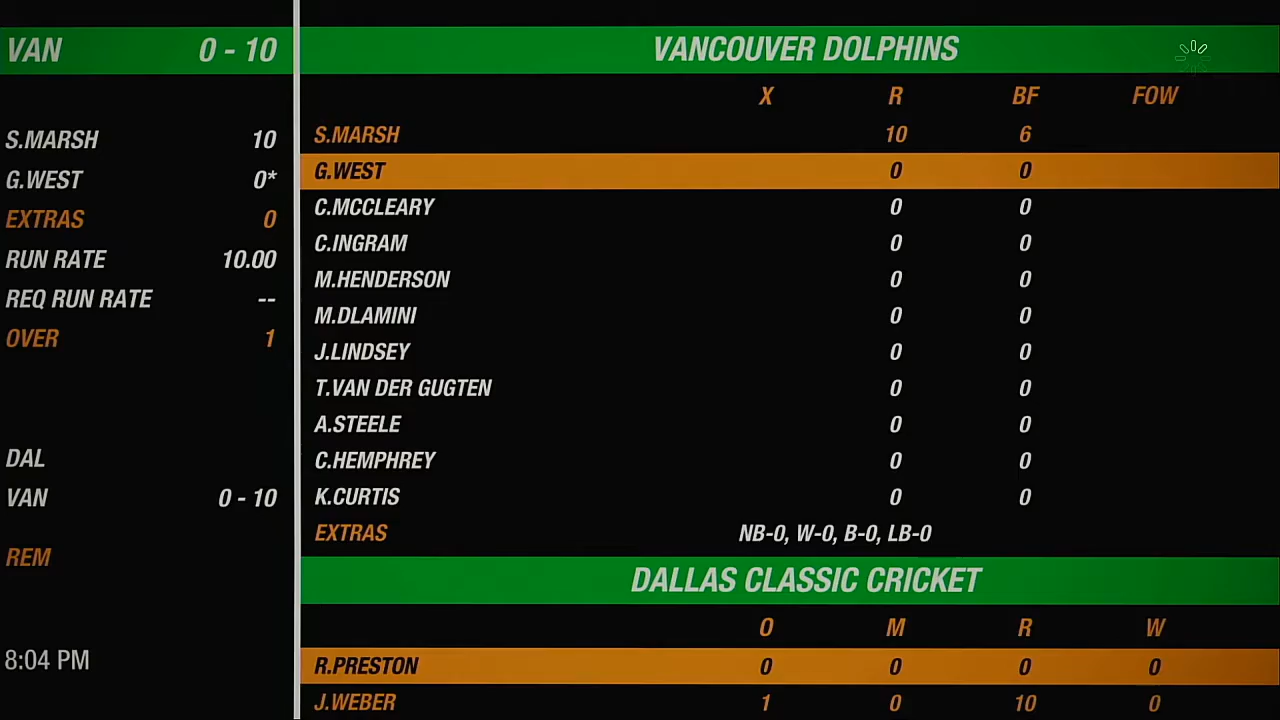 VAN 0 - 10
S.MARSH 10
G.WEST 0*
EXTRAS 0
RUN RATE 10.00
REQ RUN RATE --
OVER 1
DAL
VAN 0 - 10
REM
8:04 PM
VANCOUVER DOLPHINS
X R BF FOW
S.MARSH 10 6
G.WEST 0 0
C.MCCLEARY 0 0
C.INGRAM 0 0
M.HENDERSON 0 0
M.DLAMINI 0 0
J.LINDSEY 0 0
T.VAN DER GUGTEN 0 0
A.STEELE 0 0
C.HEMPHREY 0 0
K.CURTIS 0 0
EXTRAS NB-0, W-0, B-0, LB-0
DALLAS CLASSIC CRICKET
O M R W
R.PRESTON 0 0 0 0
J.WEBER 1 0 10 0